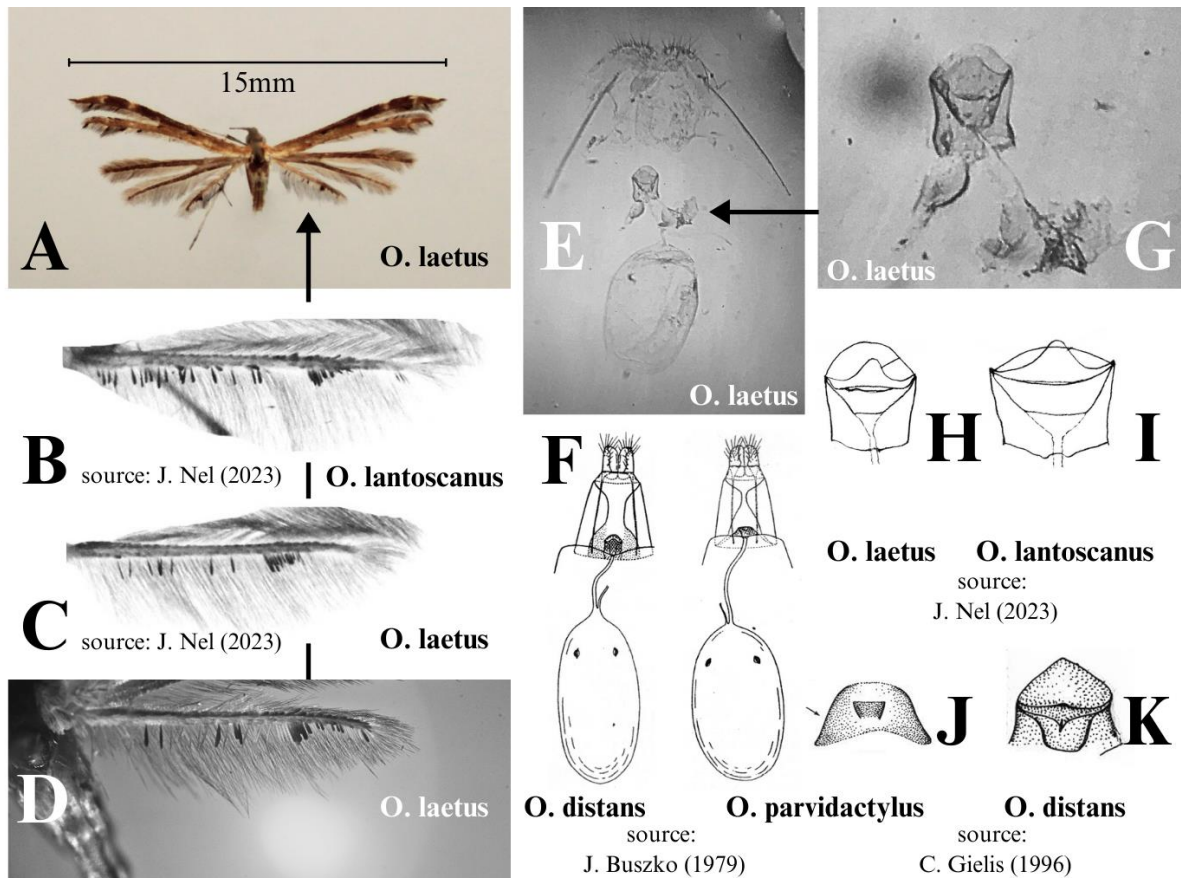 15mm
A
O. laetus
B
source: J. Nel (2023)
O. lantoscanus
C
source: J. Nel (2023)
O. laetus
D
O. laetus
E
O. laetus
G
O. laetus
F
H
I
O. laetus
O. lantoscanus
source:
J. Nel (2023)
J
K
O. distans
O. parvidactylus
O. distans
source:
J. Buszko (1979)
source:
C. Gielis (1996)